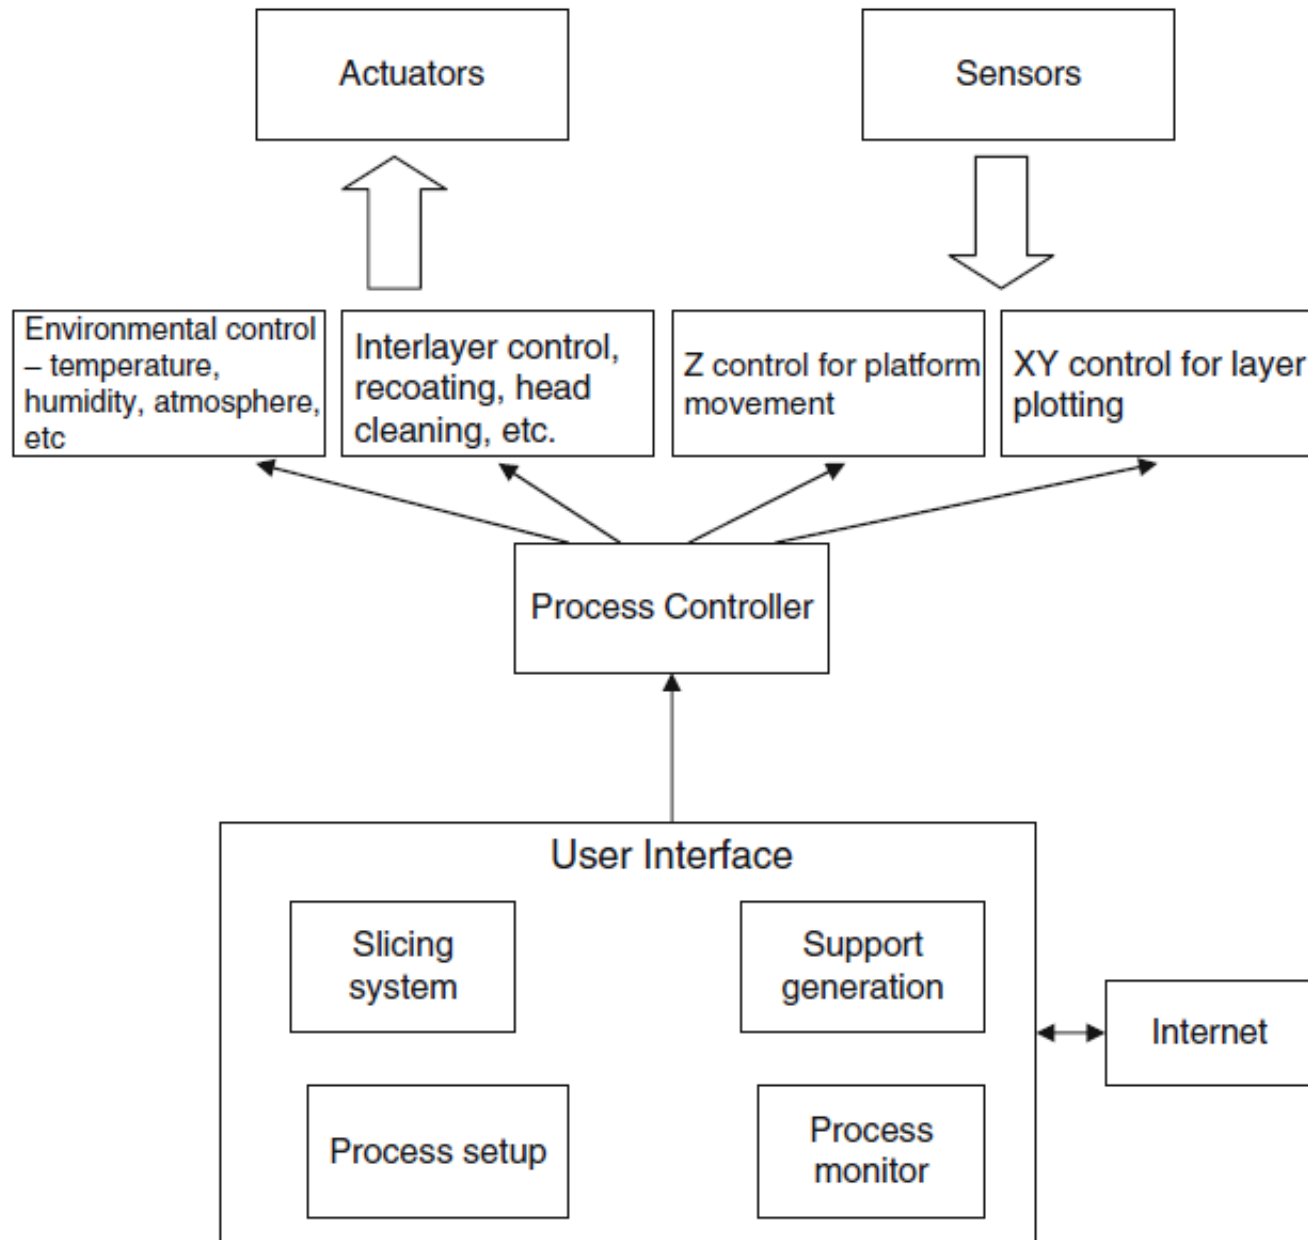 Actuators
Sensors
Environmental control
– temperature,
humidity, atmosphere,
etc
Interlayer control,
recoating, head
cleaning, etc.
Z control for platform
movement
XY control for layer
plotting
Process Controller
User Interface
Slicing
system
Support
generation
Internet
Process setup
Process
monitor